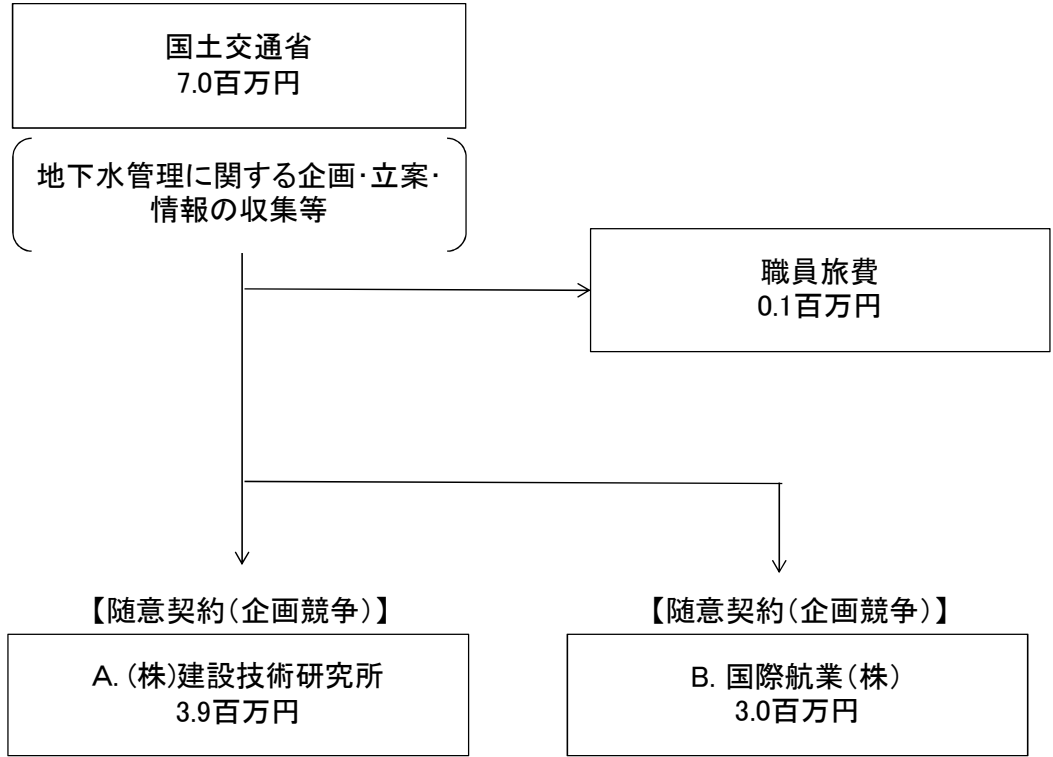 国土交通省
7.0百万円
地下水管理に関する企画・立案・
情報の収集等
職員旅費
0.1百万円
【随意契約（企画競争）】
A. (株)建設技術研究所
3.9百万円
【随意契約（企画競争）】
B. 国際航業（株）
3.0百万円